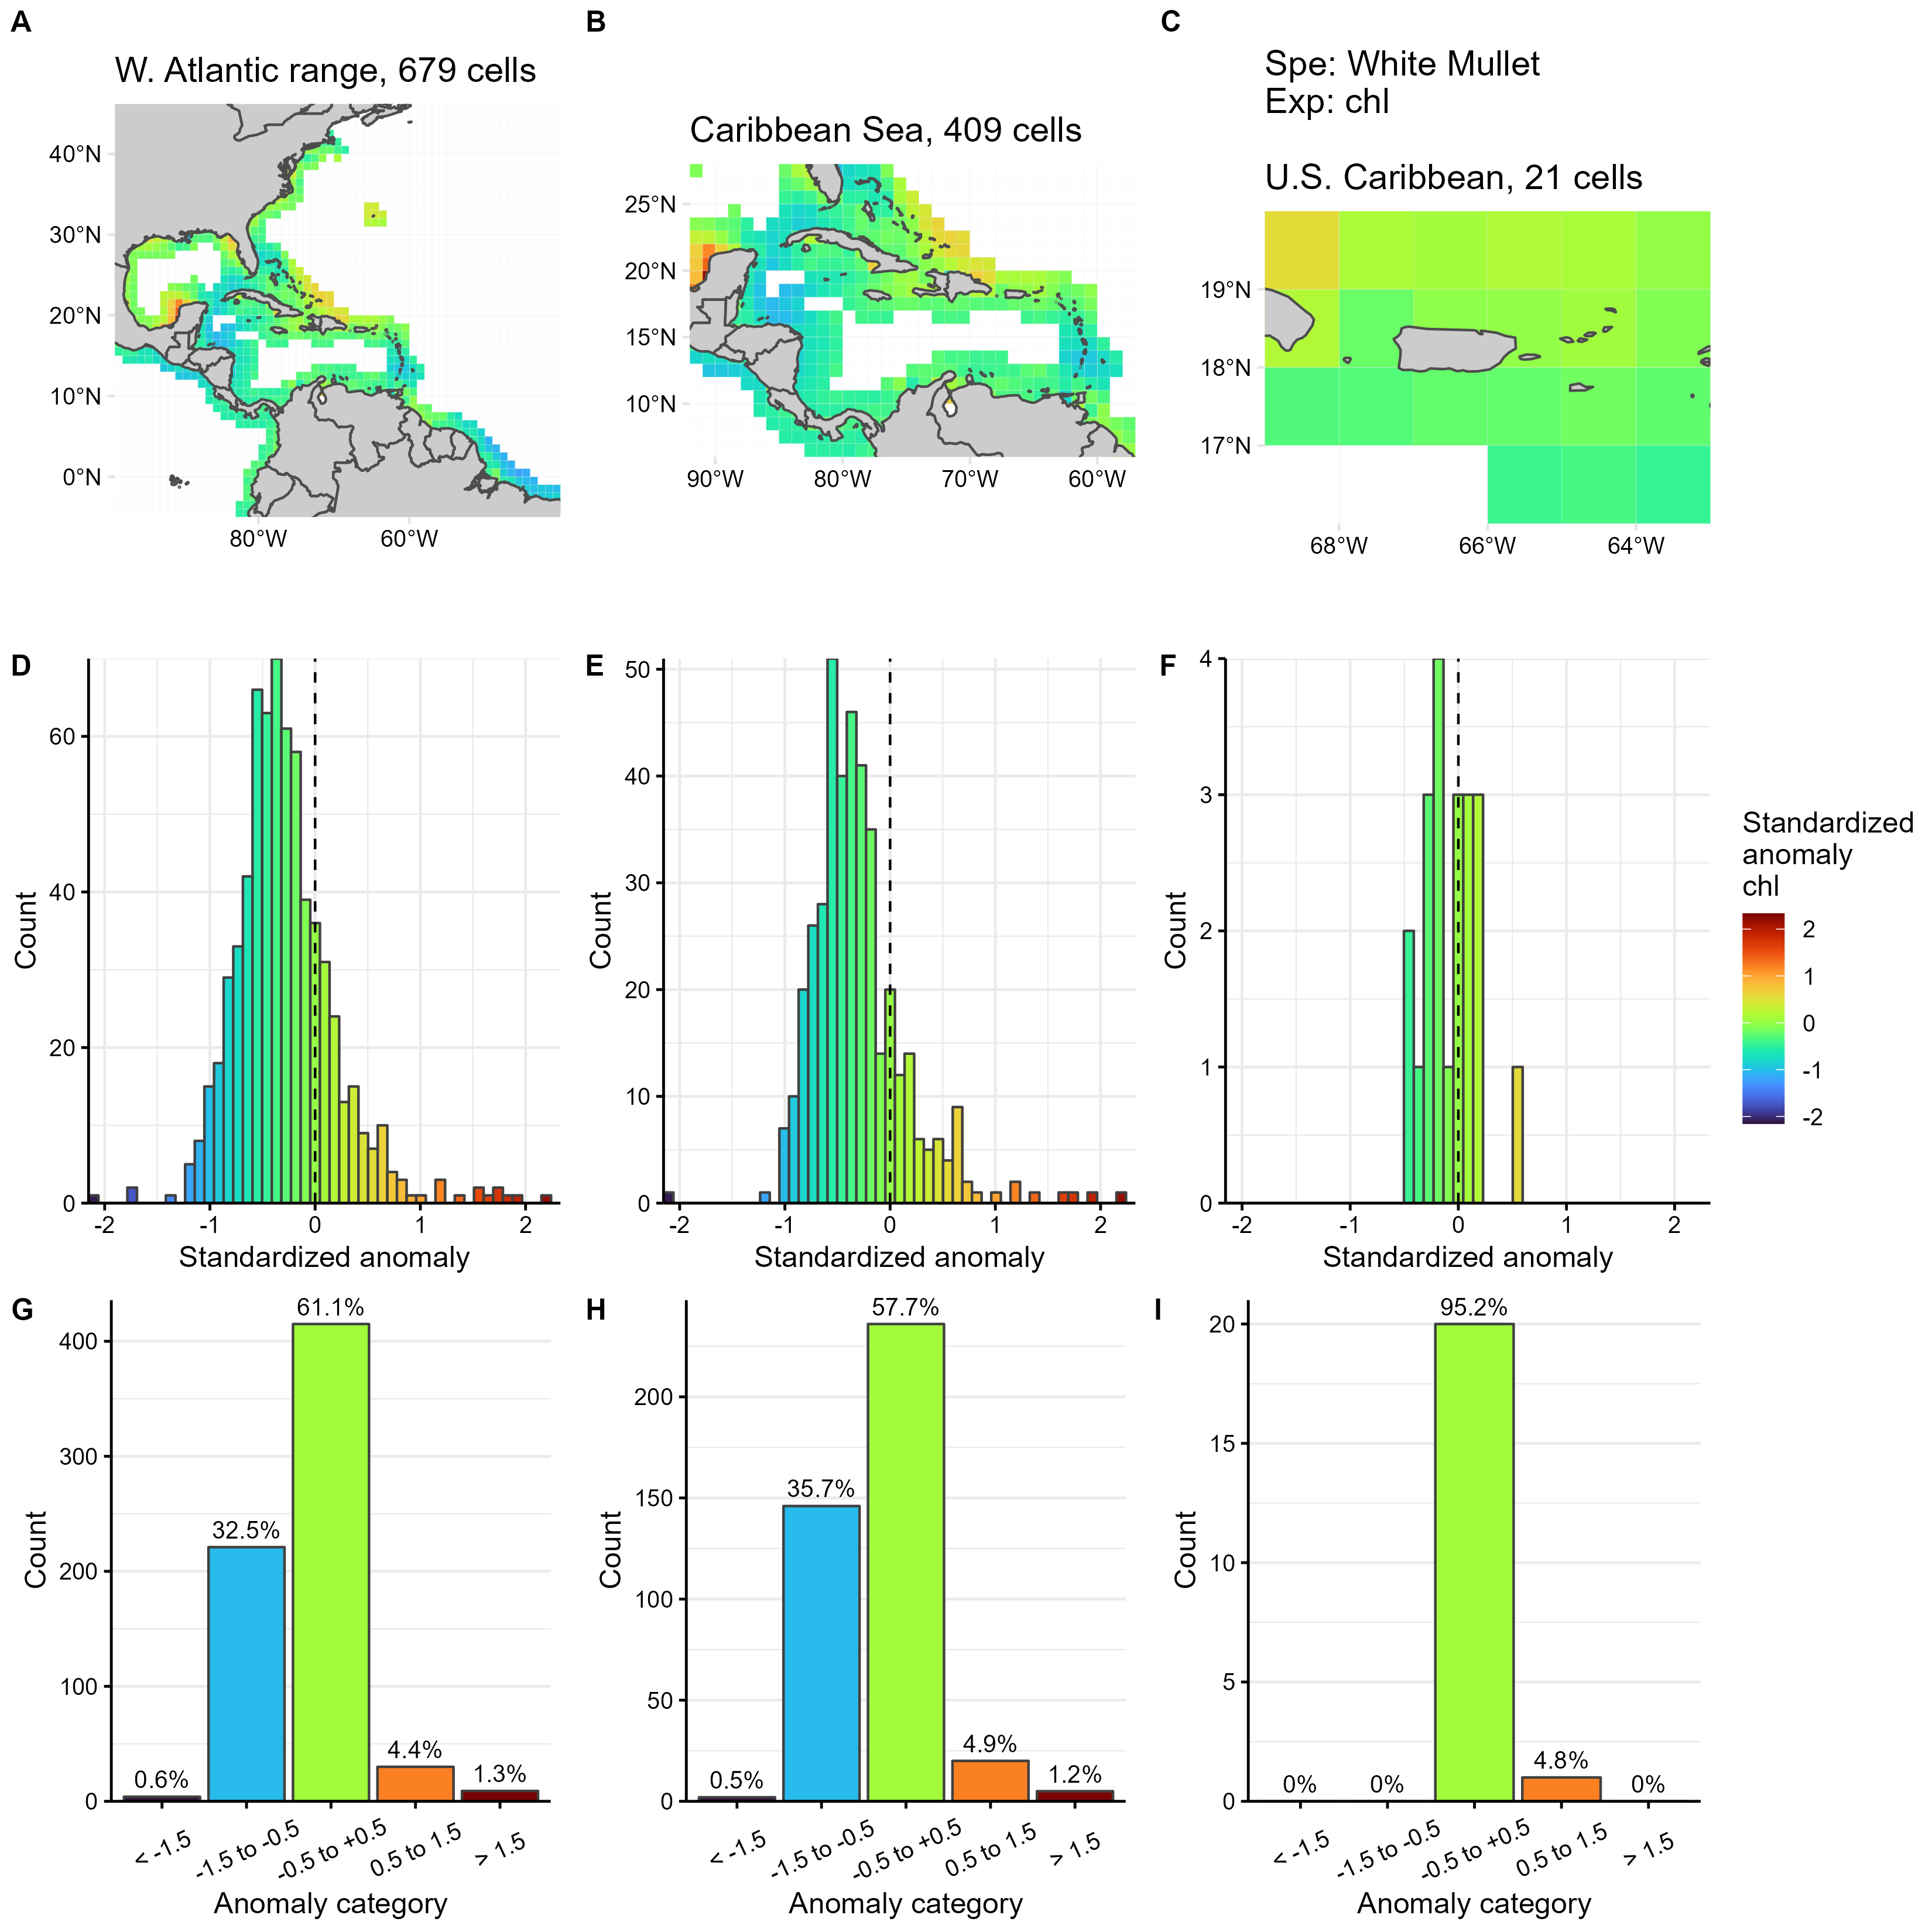 A
B
C
W. Atlantic range, 679 cells
Caribbean Sea, 409 cells
Spe: White Mullet
Exp: chl
U.S. Caribbean, 21 cells
40°N
30°N
20°N
10°N
0°N
80°W
60°W
25°N
20°N
15°N
10°N
90°W
80°W
70°W
60°W
19°N
18°N
17°N
68°W
66°W
64°W
D
Count
60
40
20
0
-2
-1
0
1
2
Standardized anomaly
E
Count
50
40
30
20
10
0
-2
-1
0
1
2
Standardized anomaly
F
Count
4
3
2
1
0
-2
-1
0
1
2
Standardized anomaly
Standardized
anomaly
chl
2
1
0
-1
-2
G
Count
400
300
200
100
0
0.6%
32.5%
61.1%
4.4%
1.3%
< -1.5
-1.5 to -0.5
-0.5 to +0.5
0.5 to 1.5
> 1.5
Anomaly category
H
Count
200
150
100
50
0
0.5%
35.7%
57.7%
4.9%
1.2%
< -1.5
-1.5 to -0.5
-0.5 to +0.5
0.5 to 1.5
> 1.5
Anomaly category
I
Count
20
15
10
5
0
0%
0%
95.2%
4.8%
0%
< -1.5
-1.5 to -0.5
-0.5 to +0.5
0.5 to 1.5
> 1.5
Anomaly category